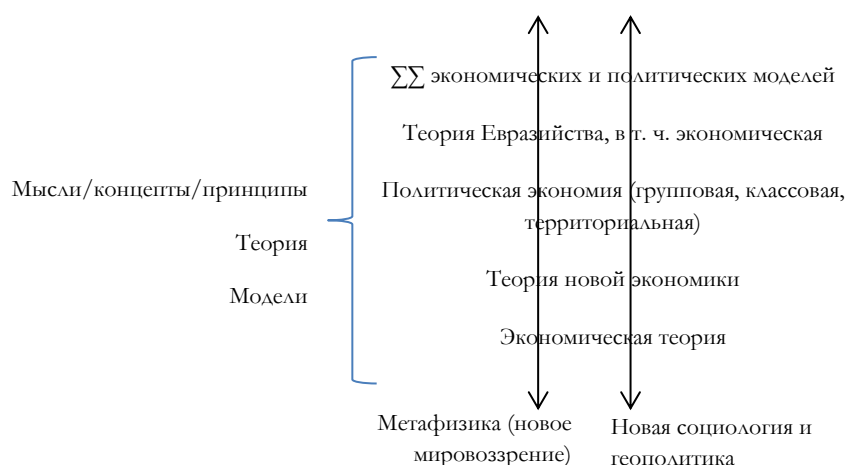 ∑∑ экономических и политических моделей
Теория Евразийства, в т. ч. экономическая
Мысли/концепты/принципы
Теория
Модели
Политическая экономия (групповая, классовая,
территориальная)
Теория новой экономики
Экономическая теория
Метафизика (новое
мировоззрение)
Новая социология и
геополитика